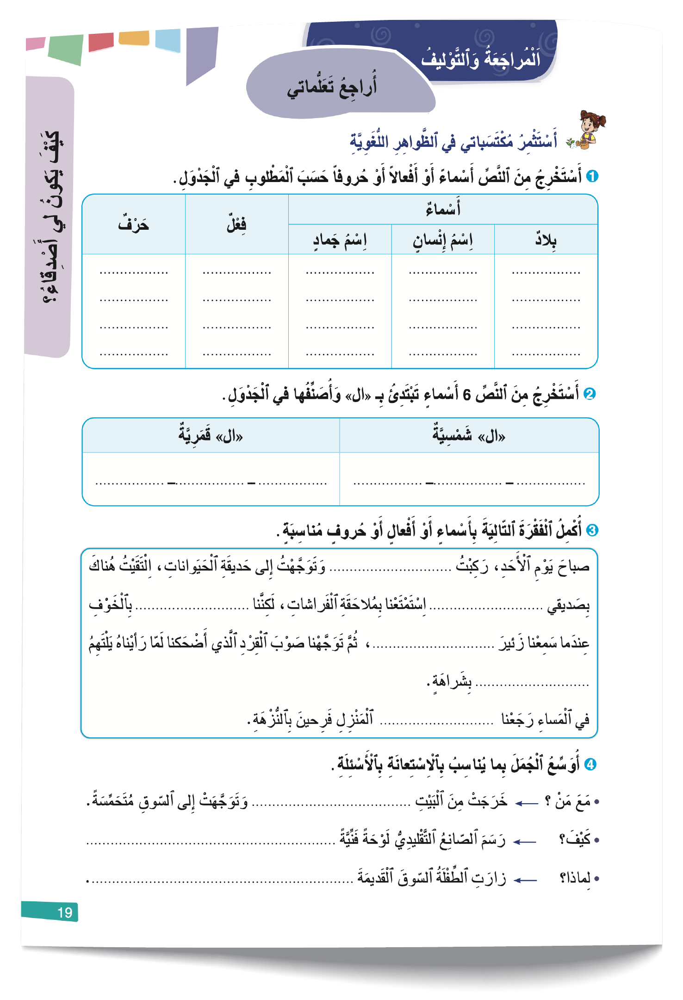 اَلْمُراجَعَةُ وَٱلتَّوْليفُ
أُراجِعُ تَعَلُّماتي
كَيْفَ يَكونُ لي أَصْدِقاءُ؟
أَسْتَثْمِرُ مُكْتَسَباتي في ٱلظَّواهِرِ اللُّغَوِيَّةِ
1 أَسْتَخْرِجُ مِنَ ٱلنَّصِّ أَسْماءً أَوْ أَفْعالاً أَوْ حُروفاً حَسَبَ ٱلْمَطْلوبِ في ٱلْجَدْوَلِ.
أَسْماءٌ فِعْلٌ حَرْفٌ
بِلادٌ اِسْمُ إِنْسانٍ اِسْمُ جَمادٍ
................. ................. ................. ................. .................
................. ................. ................. ................. .................
................. ................. ................. ................. .................
................. ................. ................. ................. .................
2 أَسْتَخْرِجُ مِنَ ٱلنَّصِّ 6 أَسْماءٍ تَبْتَدِئُ بِـ «ال» وَأُصَنِّفُها في ٱلْجَدْوَلِ.
«ال» شَمْسِيَّةٌ «ال» قَمَرِيَّةٌ
................. – ................. – ................. ................. – ................. – .................
3 أُكْمِلُ ٱلْفَقْرَةَ ٱلتّالِيَةَ بِأَسْماءٍ أَوْ أَفْعالٍ أَوْ حُروفٍ مُناسِبَةٍ.
صباحَ يَوْمِ ٱلْأَحَدِ، رَكِبْتُ .............................. وَتَوَجَّهْتُ إِلى حَديقَةِ ٱلْحَيَواناتِ، اِلْتَقَيْتُ هُناكَ
بِصَديقي ............................ اِسْتَمْتَعْنا بِمُلاحَقَةِ ٱلْفَراشاتِ، لَكِنَّنا ............................ بِٱلْخَوْفِ
عِندَما سَمِعْنا زَئيرَ ..............................، ثُمَّ تَوَجَّهْنا صَوْبَ ٱلْقِرْدِ ٱلَّذي أَضْحَكنا لَمّا رَأيْناهُ يَلْتَهِمُ
............................ بِشَراهَةٍ.
في ٱلْمَساءِ رَجَعْنا ............................ ٱلْمَنْزِلِ فَرِحينَ بِٱلنُّزْهَةِ.
4 أُوَسِّعُ ٱلْجُمَلَ بِما يُناسِبُ بِٱلْاِسْتِعانَةِ بِٱلْأَسْئِلَةِ.
• مَعَ مَنْ ؟ ← خَرَجَتْ مِنَ ٱلْبَيْتِ ....................................... وَتَوَجَّهَتْ إِلى ٱلسّوقِ مُتَحَمِّسَةً.
• كَيْفَ؟ ← رَسَمَ ٱلصّانِعُ ٱلتَّقْليدِيُّ لَوْحَةً فَنِّيَّةً .............................................................
• لِماذا؟ ← زارَتِ ٱلطِّفْلَةُ ٱلسّوقَ ٱلْقَديمَةَ ................................................................ .
19